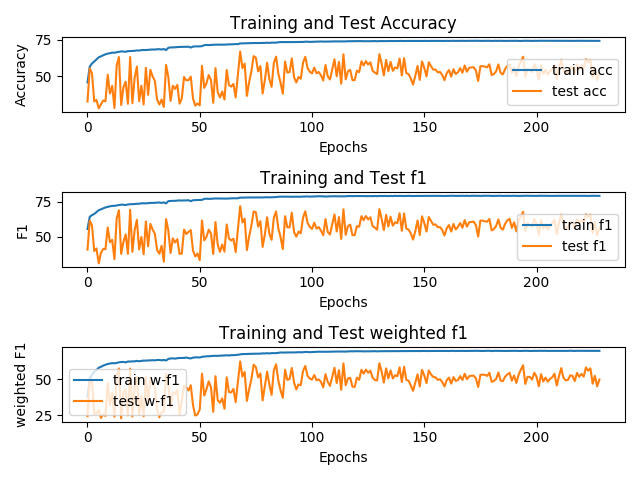 Training and Test Accuracy
75
50
Accuracy
train acc
test acc
0 50 100 150 200
Epochs
Training and Test f1
75
50
F1
train f1
test f1
0 50 100 150 200
Epochs
Training and Test weighted f1
50
25
weighted F1
train w-f1
test w-f1
0 50 100 150 200
Epochs